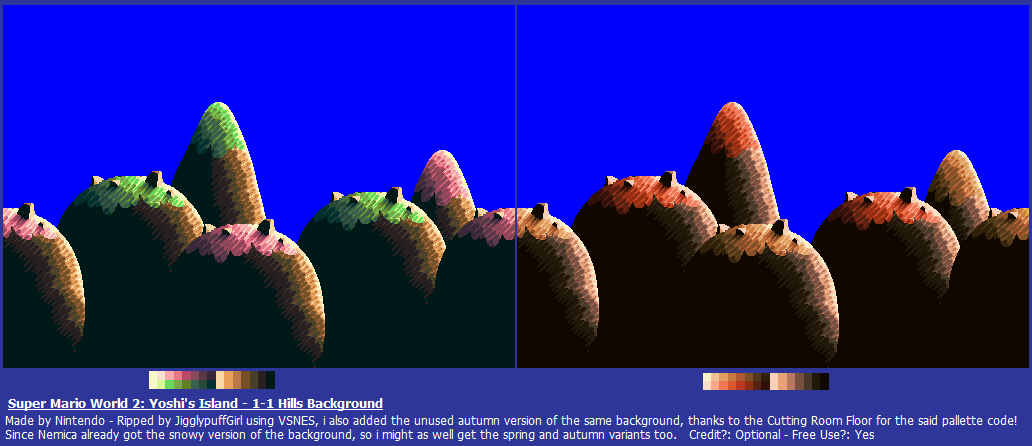 Super Mario World 2: Yoshi's Island - 1-1 Hills Background
Made by Nintendo - Ripped by JigglypuffGirl using VSNES, i also added the unused autumn version of the same background, thanks to the Cutting Room Floor for the said pallette code!
Since Nemica already got the snowy version of the background, so i might as well get the spring and autumn variants too.   Credit?: Optional - Free Use?: Yes